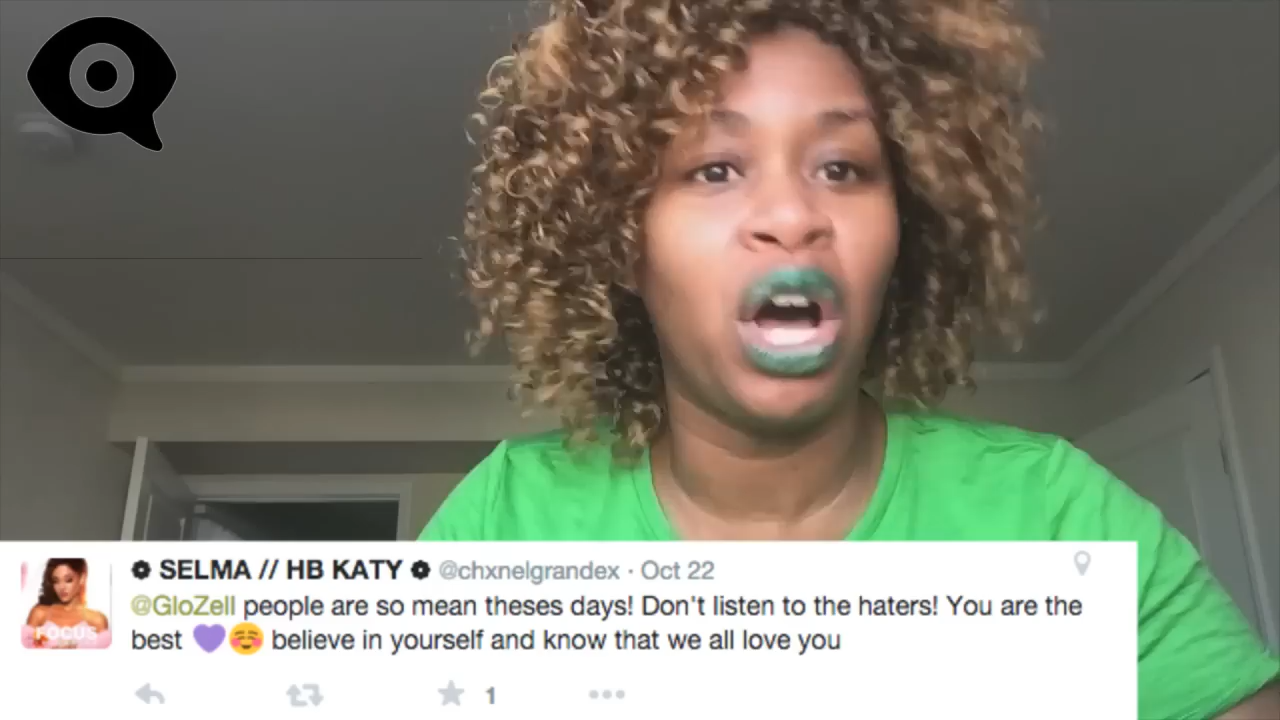 SELMA // HB KATY @chxnelgrandex · Oct 22
@GloZell people are so mean theses days! Don't listen to the haters! You are the
best 💜☺️ believe in yourself and know that we all love you
1
FOCUS